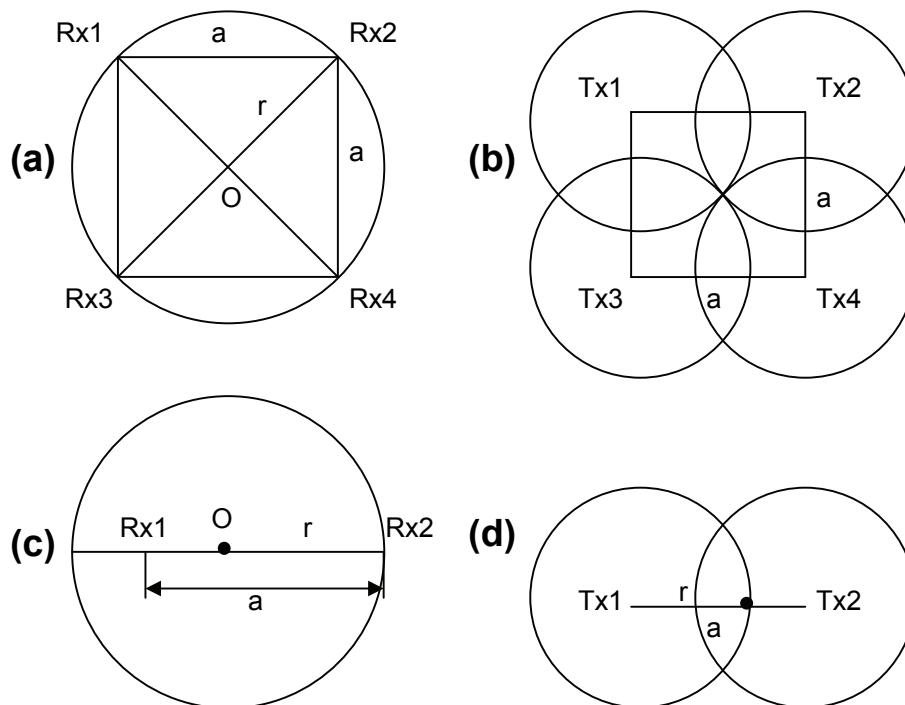 Rx1 a Rx2
r
(a) a
O
Rx3 Rx4
Tx1 Tx2
(b) a
Tx3 a Tx4
(c) Rx1 O r Rx2
a
(d) Tx1 r Tx2
a